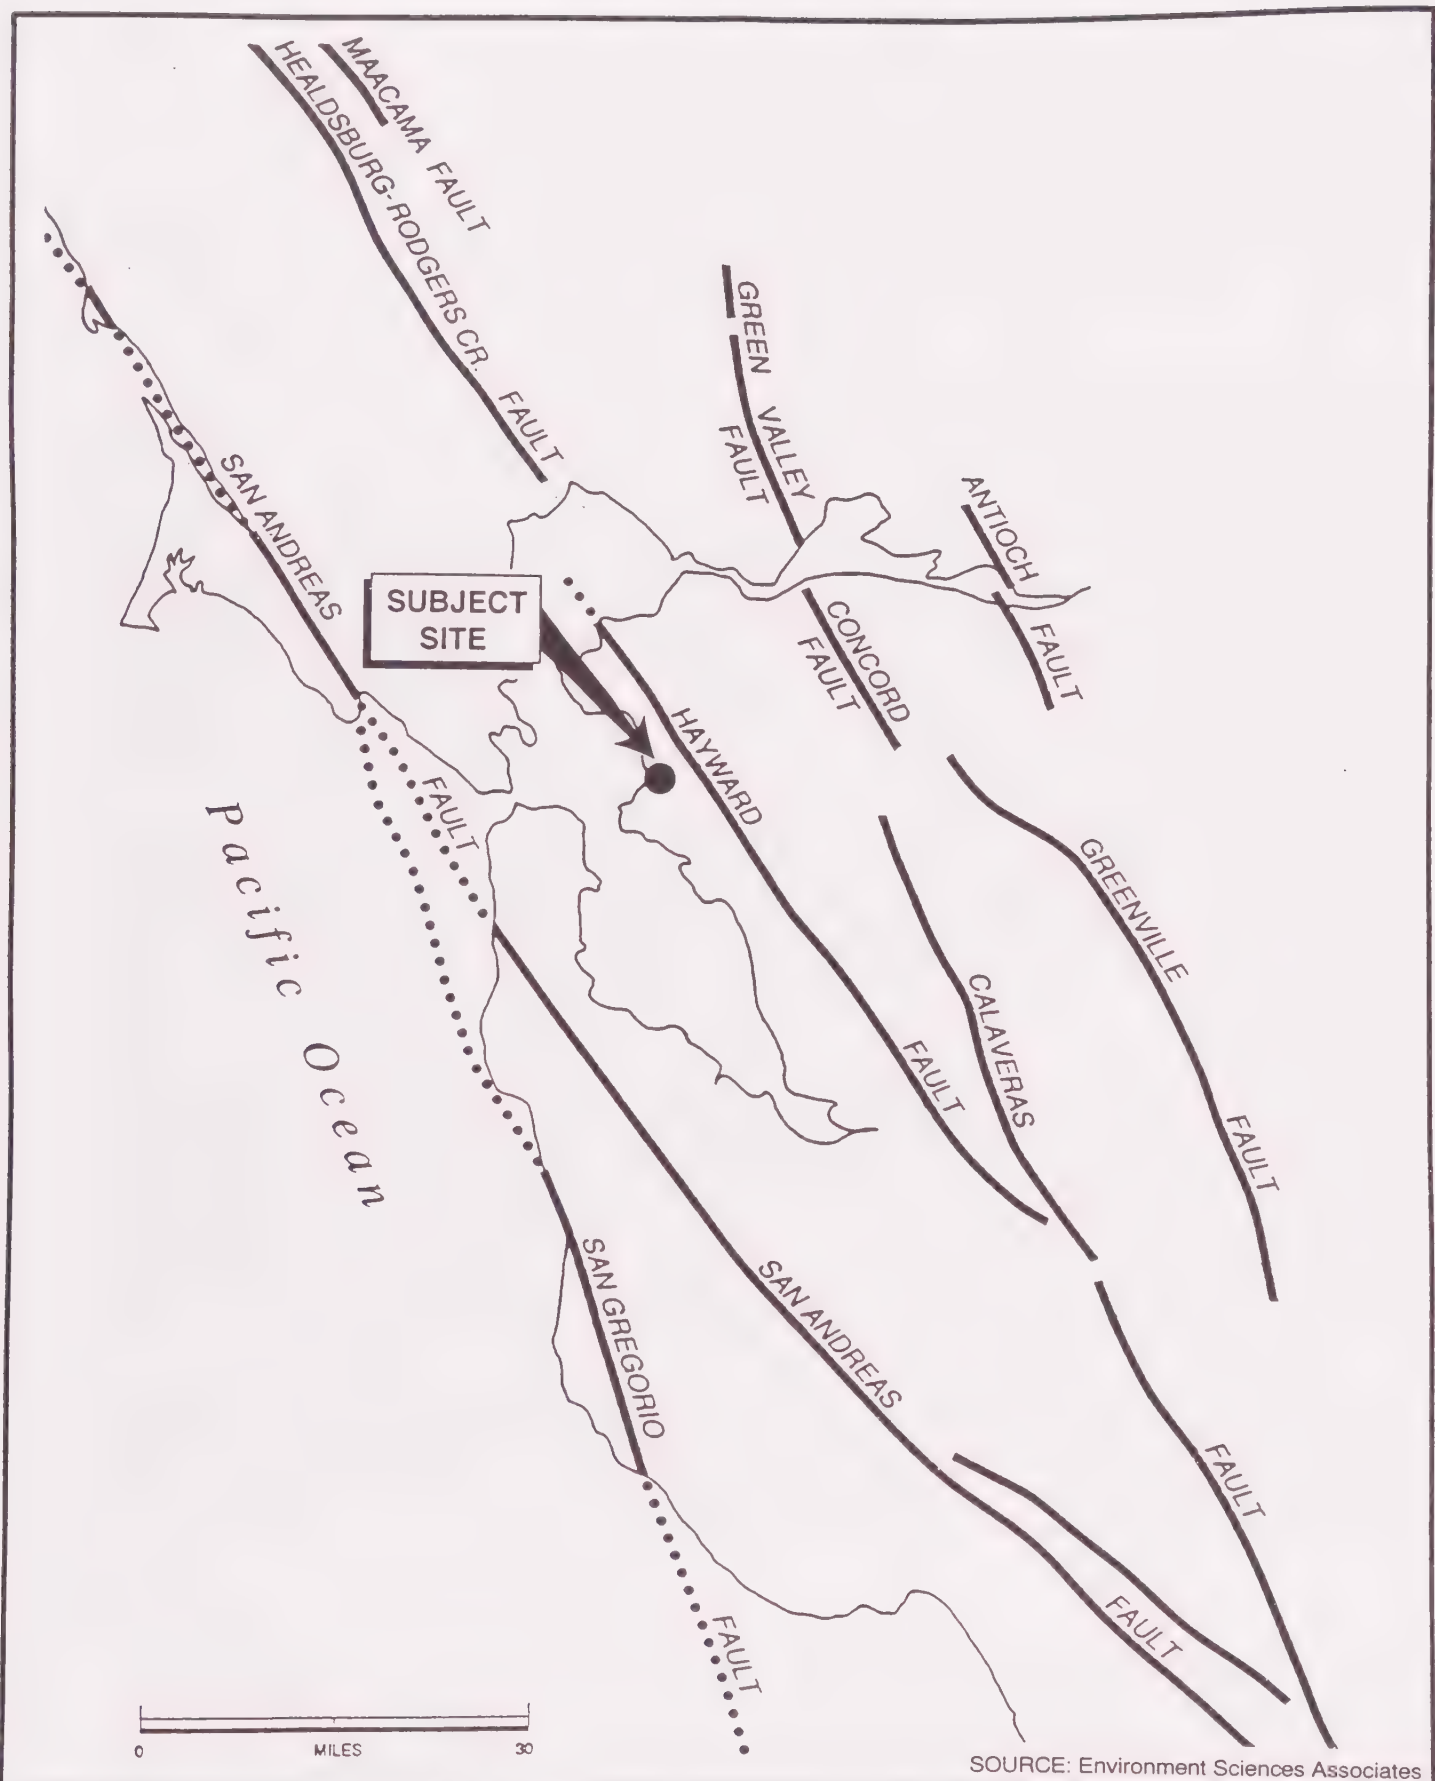 MAACAMA FAULT
HEALDSBURG-RODGERS CR. FAULT
GREEN VALLEY
FAULT
SAN ANDREAS
ANTIOCH
FAULT
SUBJECT
SITE
CONCORD
FAULT
HAYWARD
FAULT
Pacific Ocean
GREENVILLE
CALAVERAS
FAULT
FAULT
SAN GREGORIO
SAN ANDREAS
FAULT
FAULT
FAULT
0 MILES 30
SOURCE: Environment Sciences Associates